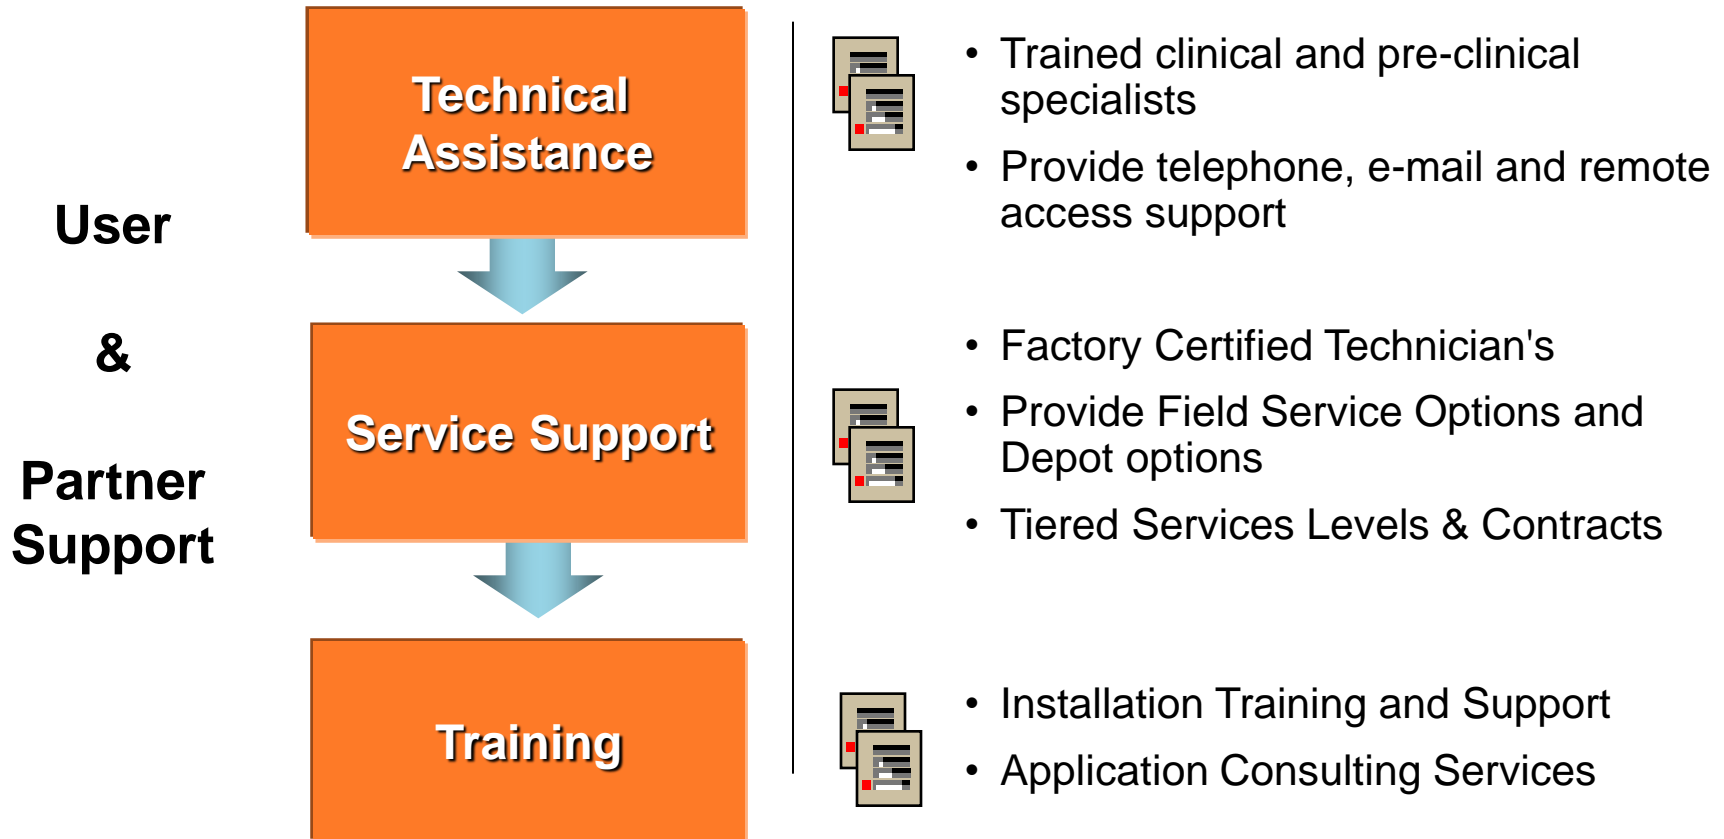 User
&
Partner
Support
Technical
Assistance
• Trained clinical and pre-clinical
specialists
• Provide telephone, e-mail and remote
access support
Service Support
• Factory Certified Technician's
• Provide Field Service Options and
Depot options
• Tiered Services Levels & Contracts
Training
• Installation Training and Support
• Application Consulting Services